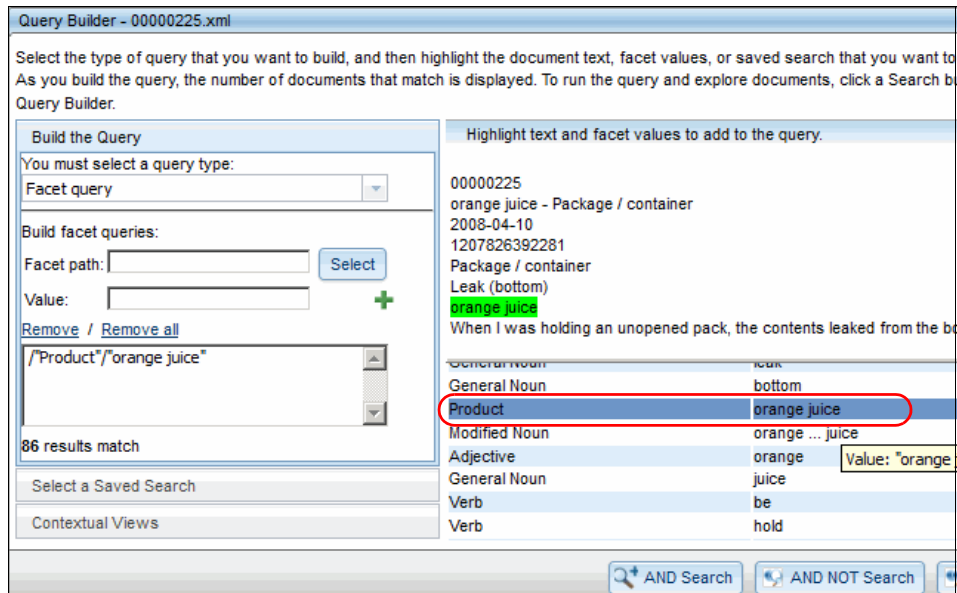 Query Builder - 00000225.xml
Select the type of query that you want to build, and then highlight the document text, facet values, or saved search that you want to
As you build the query, the number of documents that match is displayed. To run the query and explore documents, click a Search
Query Builder.
Build the Query
You must select a query type:
Facet query
Build facet queries:
Facet path:
Select
Value:
Remove / Remove all
/"Product"/"orange juice"
86 results match
Select a Saved Search
Contextual Views
Highlight text and facet values to add to the query.
00000225
orange juice - Package / container
2008-04-10
1207826392281
Package / container
Leak (bottom)
orange juice
When I was holding an unopened pack, the contents leaked from the
General Noun leak
General Noun bottom
Product orange juice
Modified Noun orange ... juice
Adjective orange
Value: "orange
General Noun juice
Verb be
Verb hold
AND Search
AND NOT Search